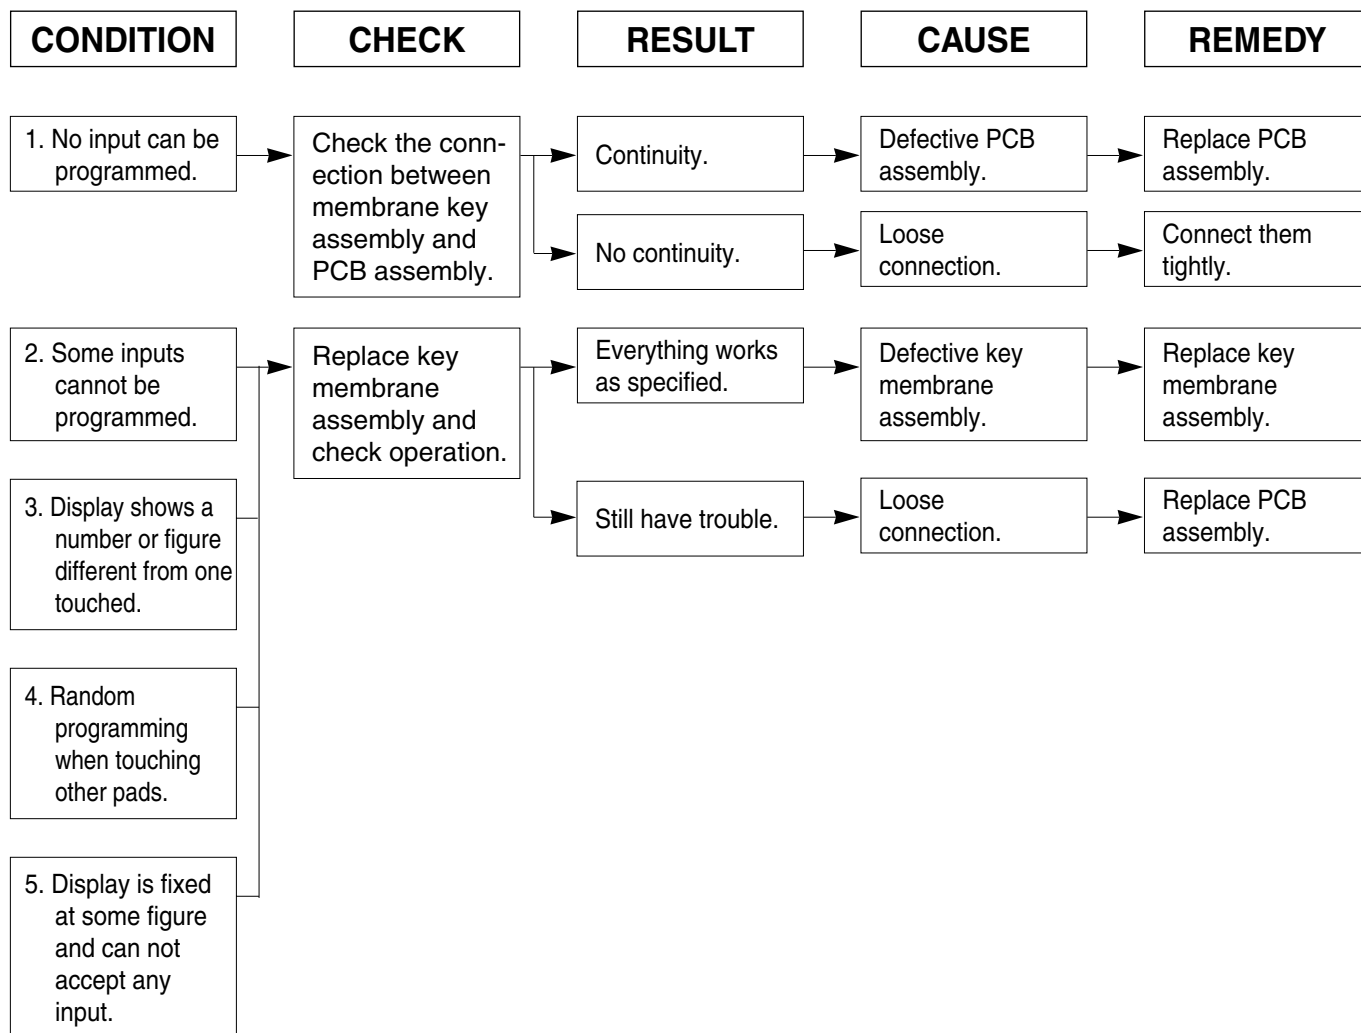 CONDITION
CHECK
RESULT
CAUSE
REMEDY
1. No input can be
programmed.
Check the conn-
ection between
membrane key
assembly and
PCB assembly.
Continuity.
Defective PCB
assembly.
Replace PCB
assembly.
No continuity.
Loose
connection.
Connect them
tightly.
2. Some inputs
cannot be
programmed.
Replace key
membrane
assembly and
check operation.
Everything works
as specified.
Defective key
membrane
assembly.
Replace key
membrane
assembly.
Still have trouble.
Loose
connection.
Replace PCB
assembly.
3. Display shows a
number or figure
different from one
touched.
4. Random
programming
when touching
other pads.
5. Display is fixed
at some figure
and can not
accept any
input.